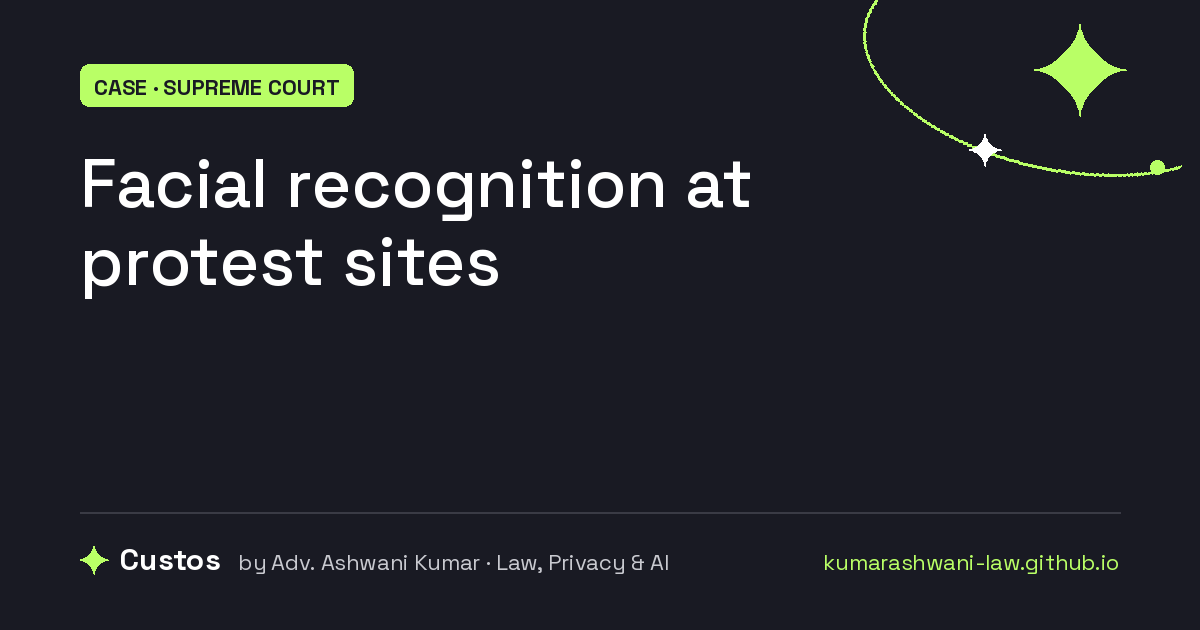 CASE · SUPREME COURT
Facial recognition at
protest sites
Custos by Adv. Ashwani Kumar · Law, Privacy & AI
kumarashwani-law.github.io